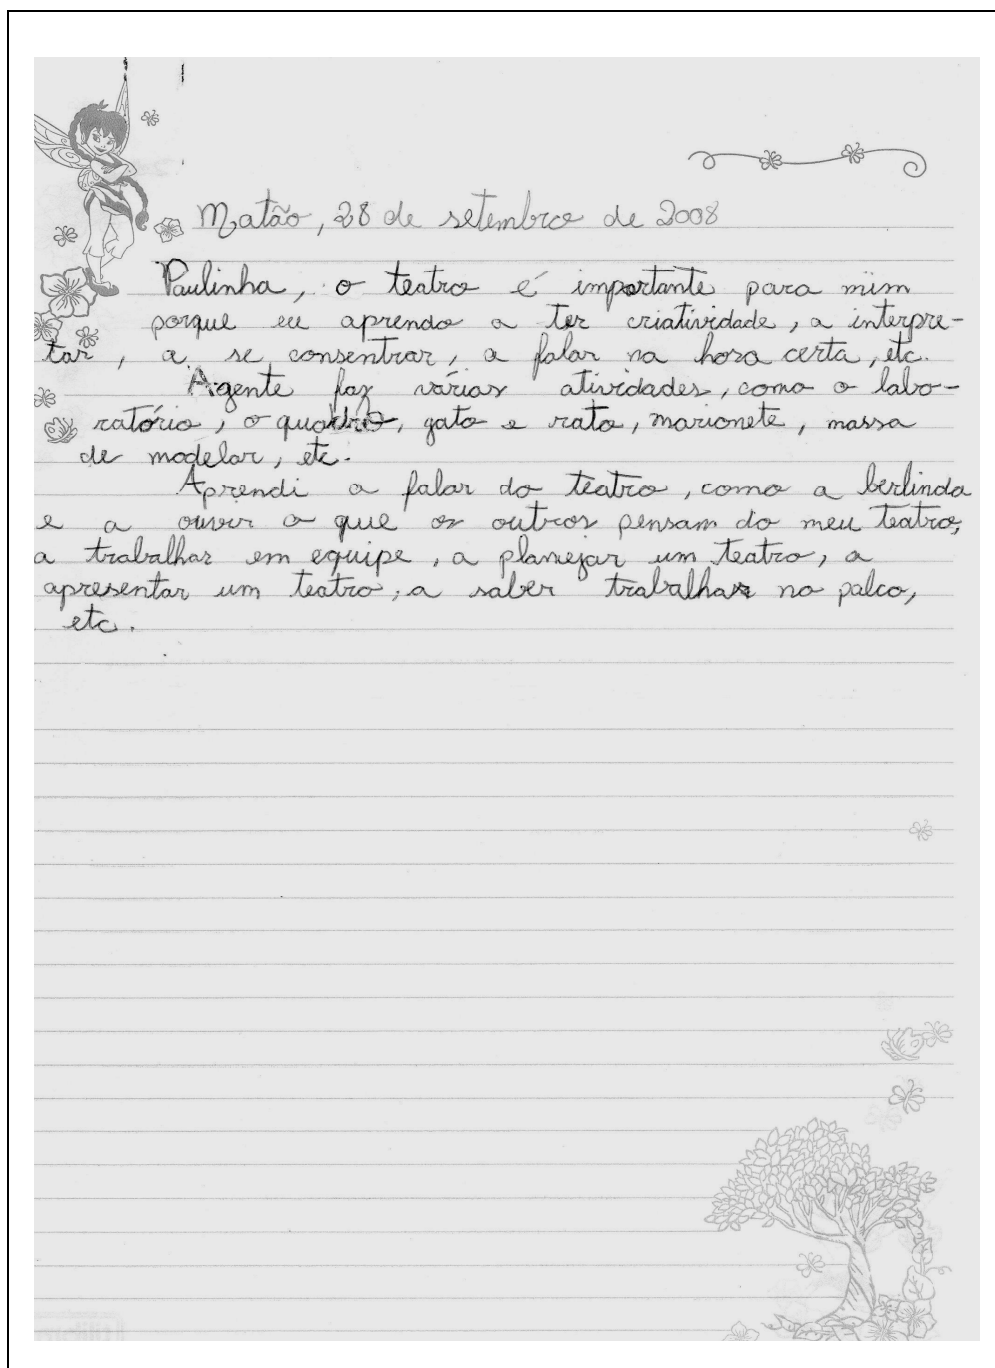 Matão, 28 de setembro de 2008
Paulinha, o teatro é importante para mim
porque eu aprendo a ter criatividade, a interpre-
tar, a se consentrar, a falar na hora certa, etc.
Agente faz várias atividades, como o labo-
ratório, o quadro, gato e rato, marionete, massa
de modelar, etc.
Aprendi a falar do teatro, como a berlinda
e a ouvir o que os outros pensam do meu teatro,
a trabalhar em equipe, a planejar um teatro, a
apresentar um teatro, a saber trabalhar no palco,
etc.